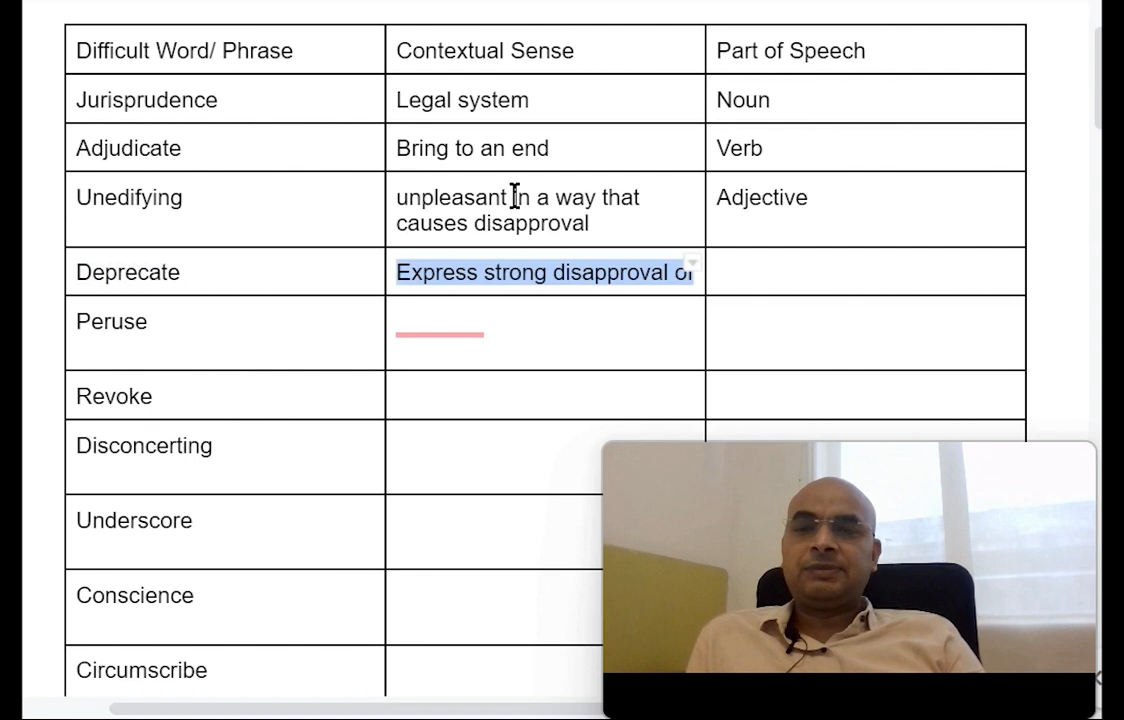 Difficult Word/ Phrase Contextual Sense Part of Speech
Jurisprudence Legal system Noun
Adjudicate Bring to an end Verb
Unedifying unpleasant in a way that Adjective
causes disapproval
Deprecate Express strong disapproval of
Peruse
Revoke
Disconcerting
Underscore
Conscience
Circumscribe